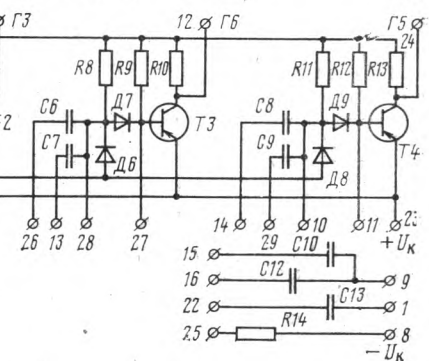 Г3 12 Г6 Г5
24
R8 R9 R10 R11 R12 R13
С6 Д7 С8 Д9
С7 Т3 С9 Т4
2 Д6 Д8
26 13 28 27 14 29 10 11 23
+Uк
15 С10
16 С12 9
22 С13 1
25 R14 8
−Uк